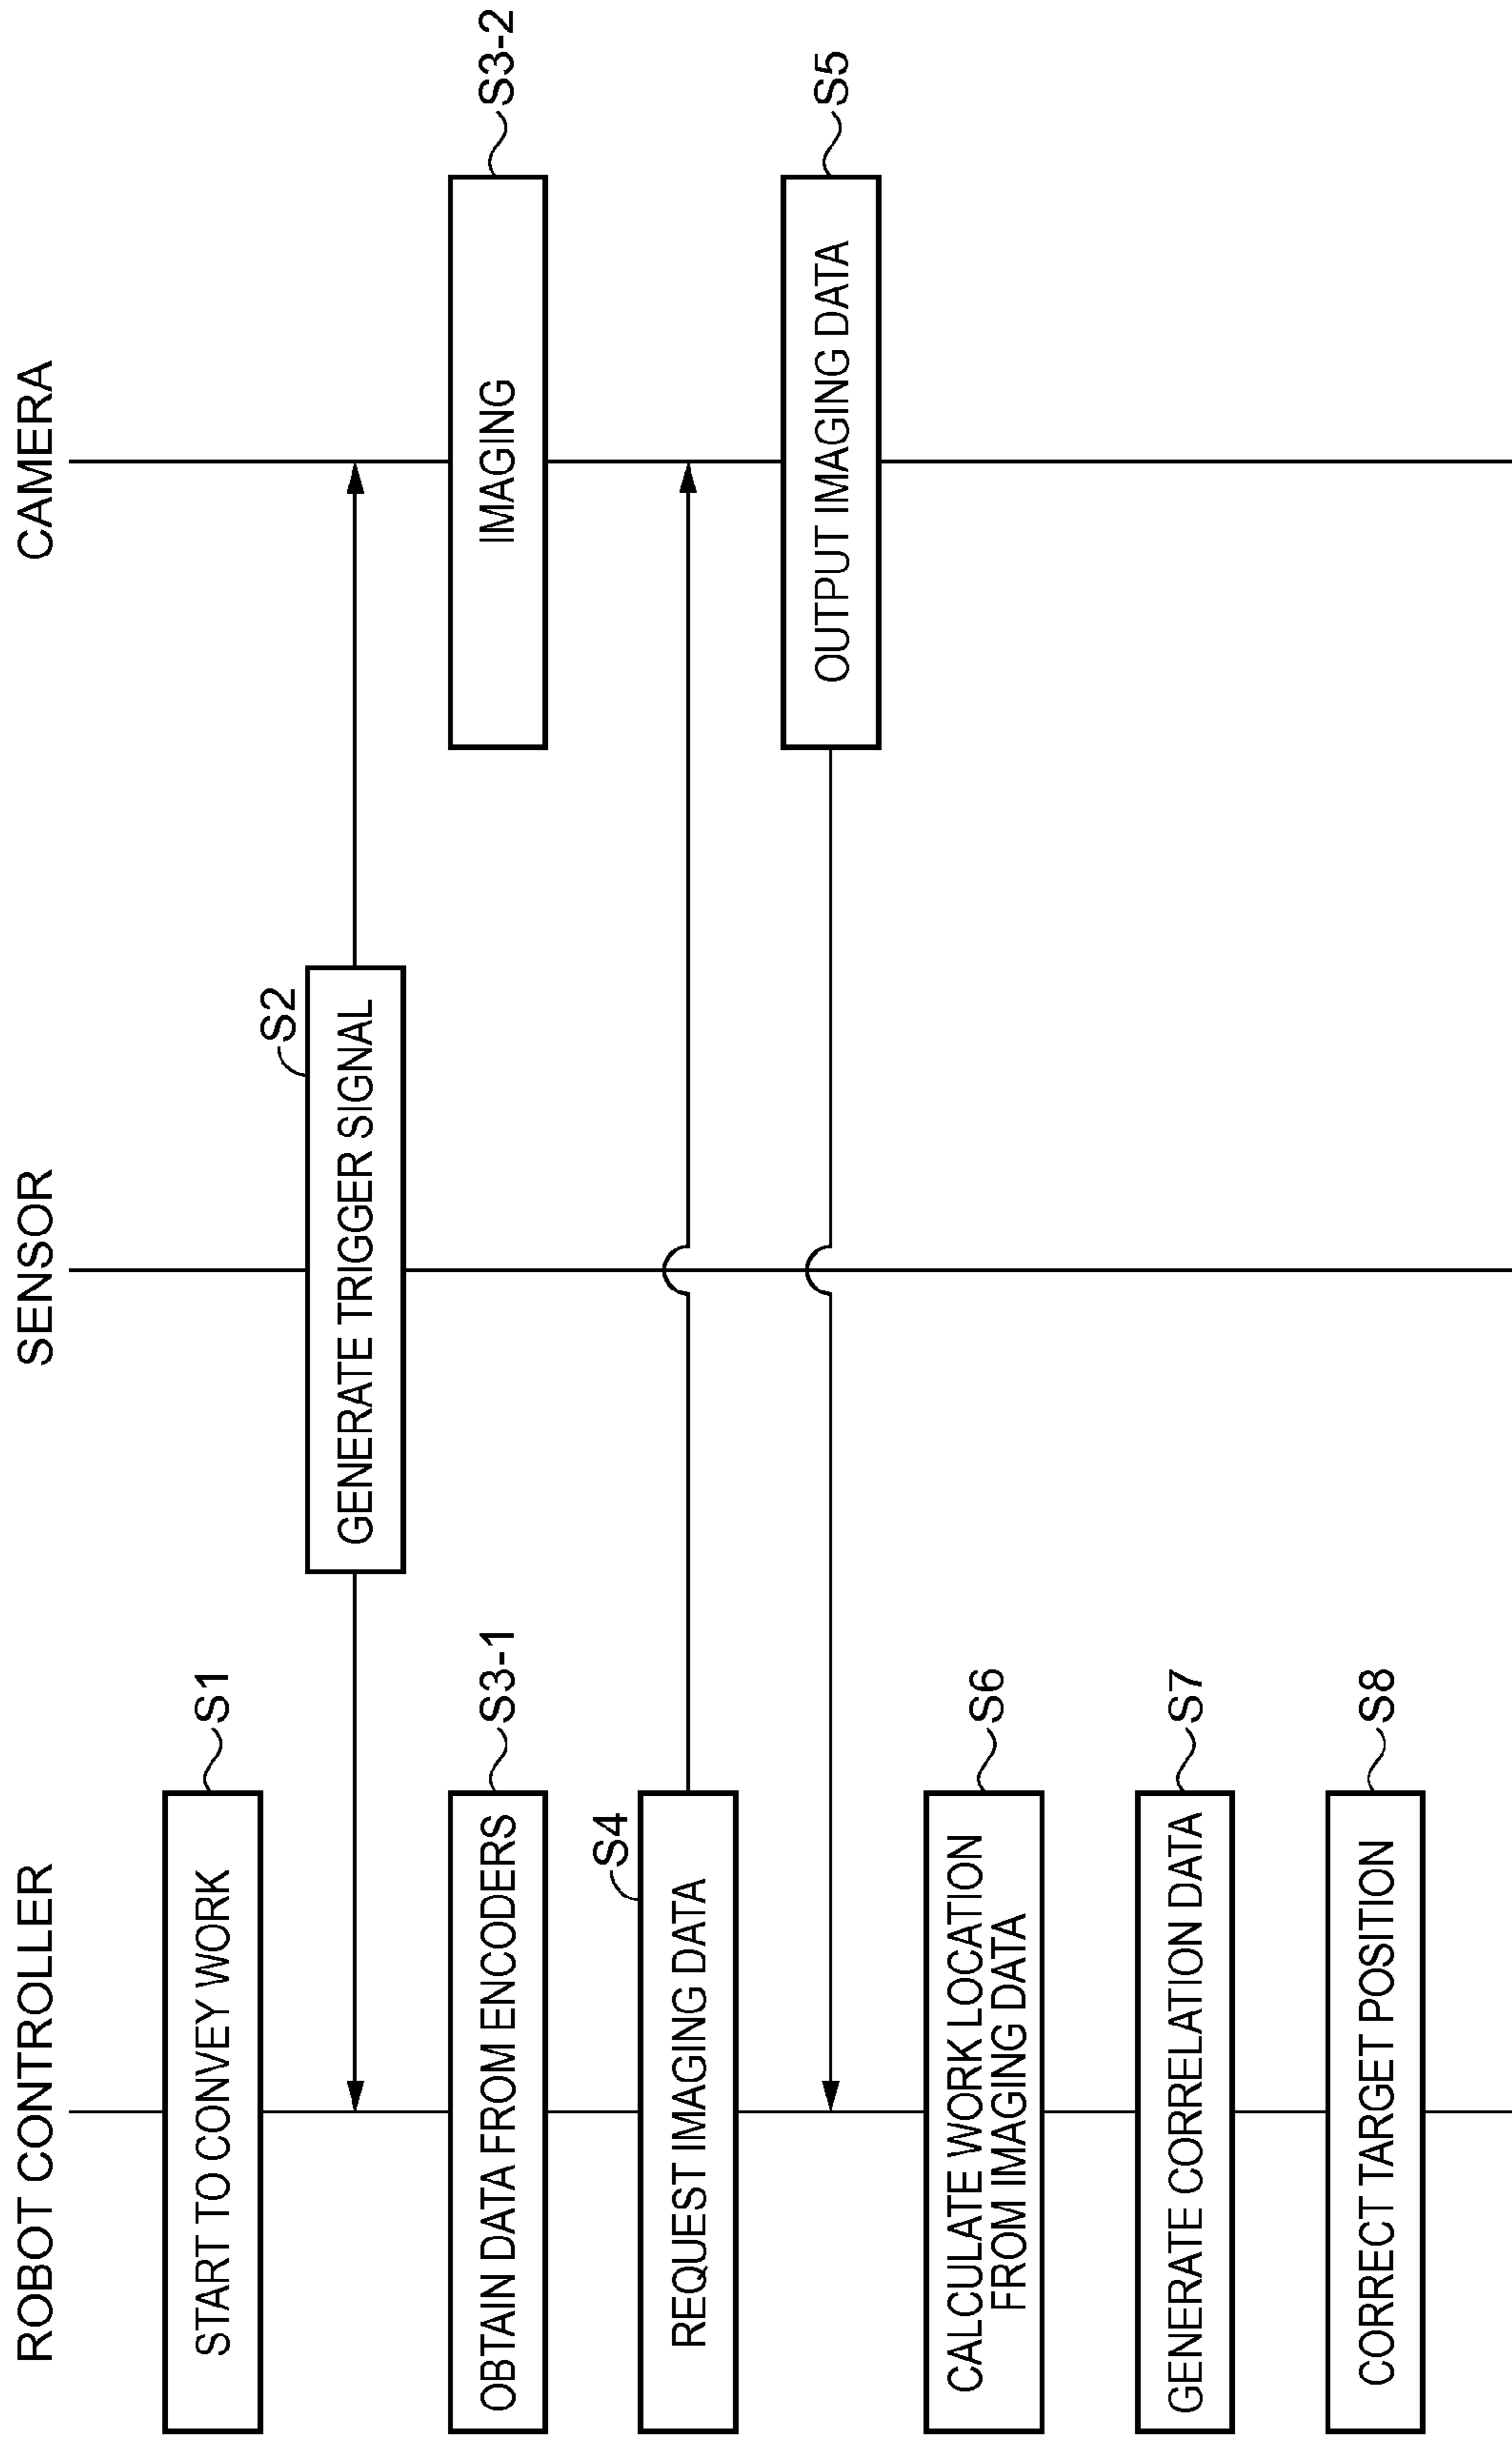 ROBOT CONTROLLER
SENSOR
CAMERA
START TO CONVEY WORK
S1
GENERATE TRIGGER SIGNAL
S2
OBTAIN DATA FROM ENCODERS
S3-1
IMAGING
S3-2
REQUEST IMAGING DATA
S4
OUTPUT IMAGING DATA
S5
CALCULATE WORK LOCATION
FROM IMAGING DATA
S6
GENERATE CORRELATION DATA
S7
CORRECT TARGET POSITION
S8